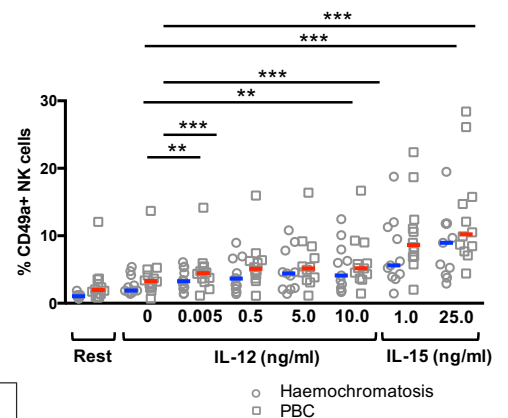 ***
***
***
**
***
**
30
20
10
0
% CD49a+ NK cells
0 0.005 0.5 5.0 10.0 1.0 25.0
Rest IL-12 (ng/ml) IL-15 (ng/ml)
Haemochromatosis
PBC